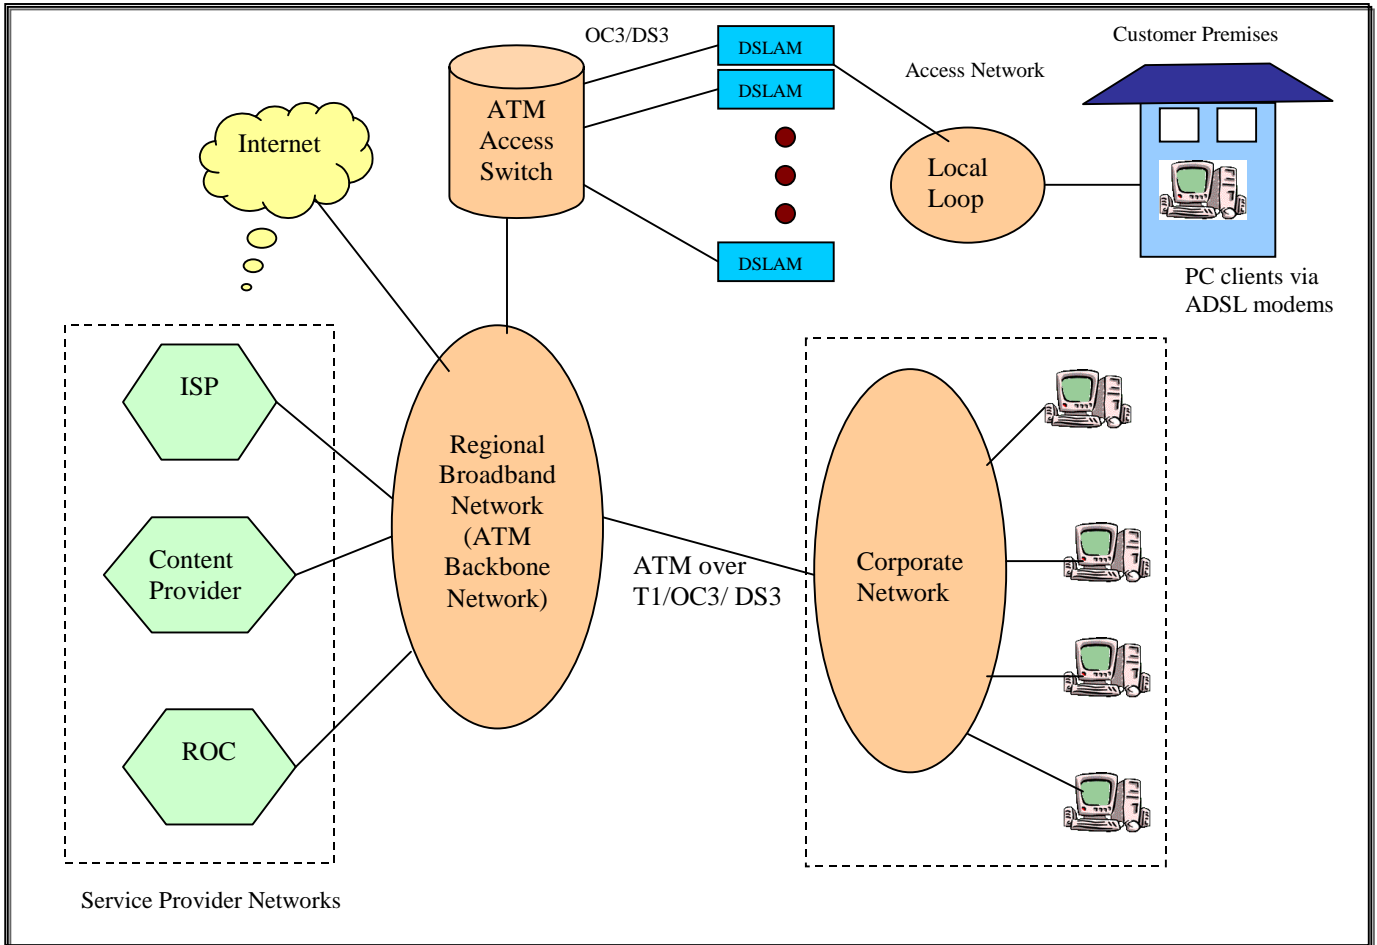 OC3/DS3
DSLAM
Customer Premises
Access Network
DSLAM
ATM
Access
Switch
Internet
Local
Loop
DSLAM
PC clients via
ADSL modems
ISP
Regional
Broadband
Network
(ATM
Backbone
Network)
Content
Provider
ATM over
T1/OC3/ DS3
Corporate
Network
ROC
Service Provider Networks